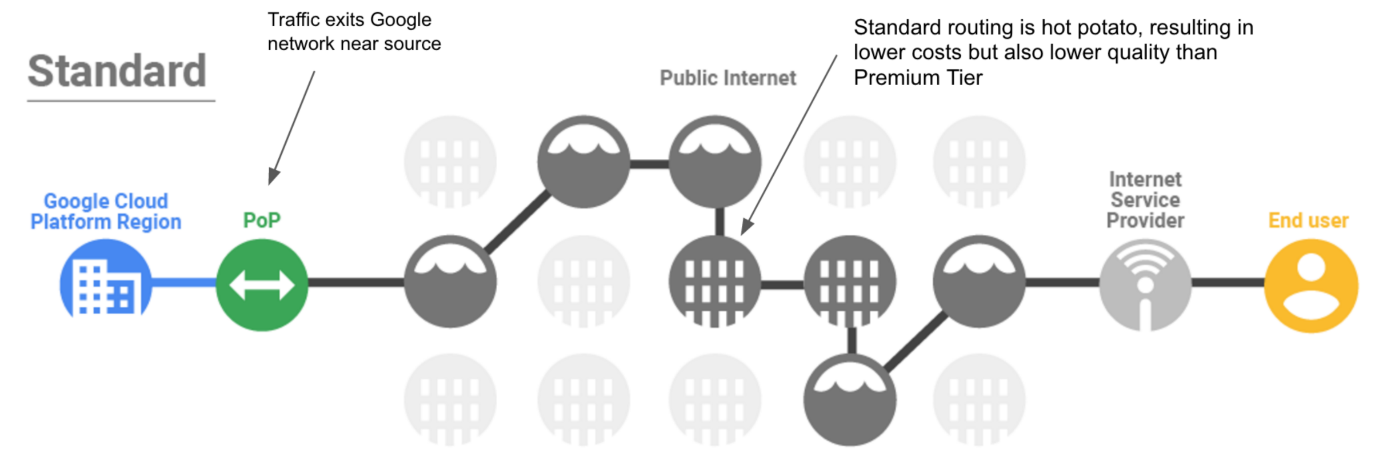 Traffic exits Google
network near source
Standard routing is hot potato, resulting in
lower costs but also lower quality than
Premium Tier
Standard
Public Internet
Google Cloud
Platform Region
PoP
Internet
Service
Provider
End user